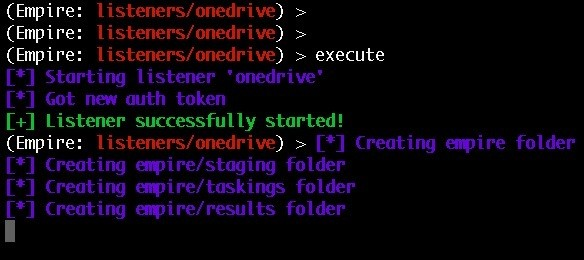 (Empire: listeners/onedrive) >
(Empire: listeners/onedrive) >
(Empire: listeners/onedrive) > execute
[*] Starting listener 'onedrive'
[*] Got new auth token
[+] Listener successfully started!
(Empire: listeners/onedrive) > [*] Creating empire folder
[*] Creating empire/staging folder
[*] Creating empire/taskings folder
[*] Creating empire/results folder